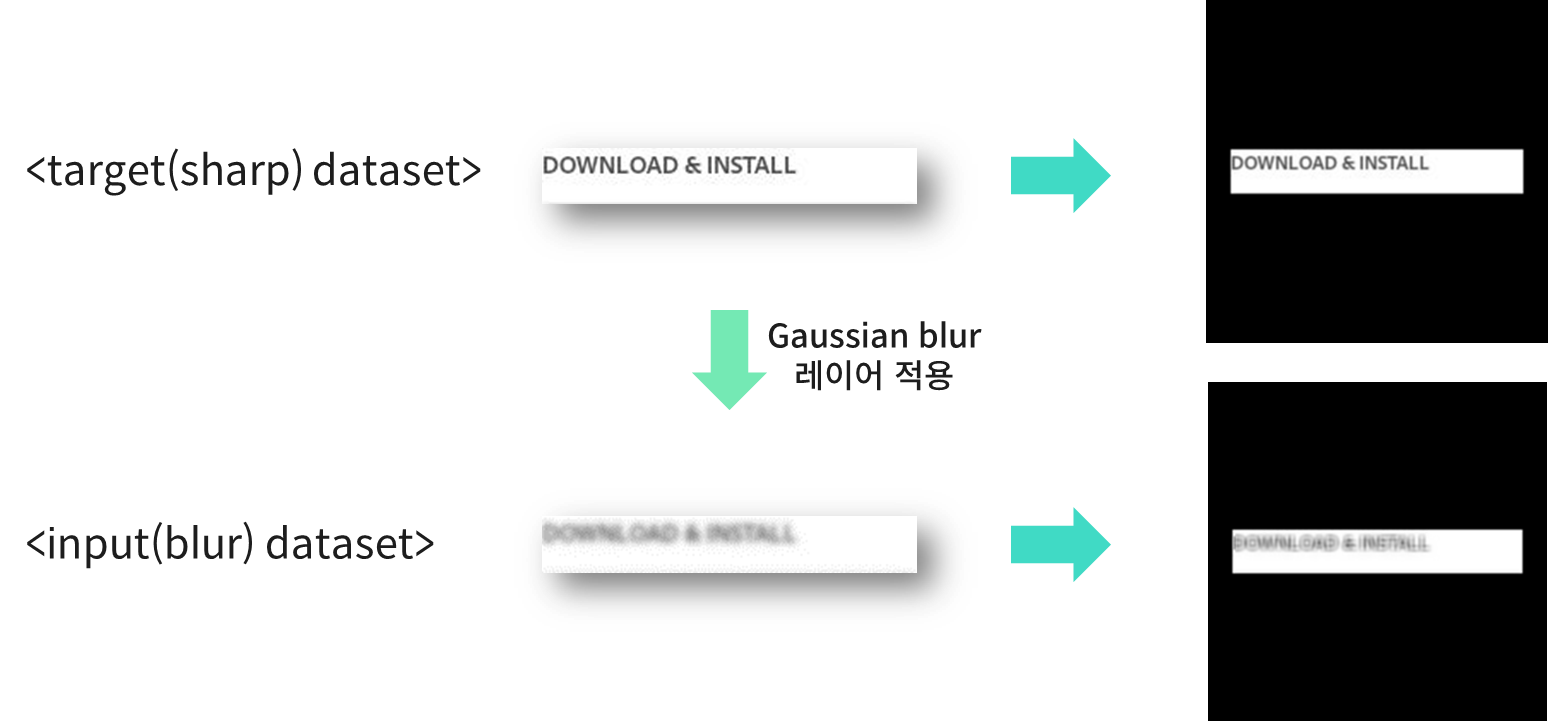 <target(sharp) dataset>
DOWNLOAD & INSTALL
DOWNLOAD & INSTALL
Gaussian blur
레이어 적용
<input(blur) dataset>
DOWNLOAD & INSTALL
DOWNLOAD & INSTALL